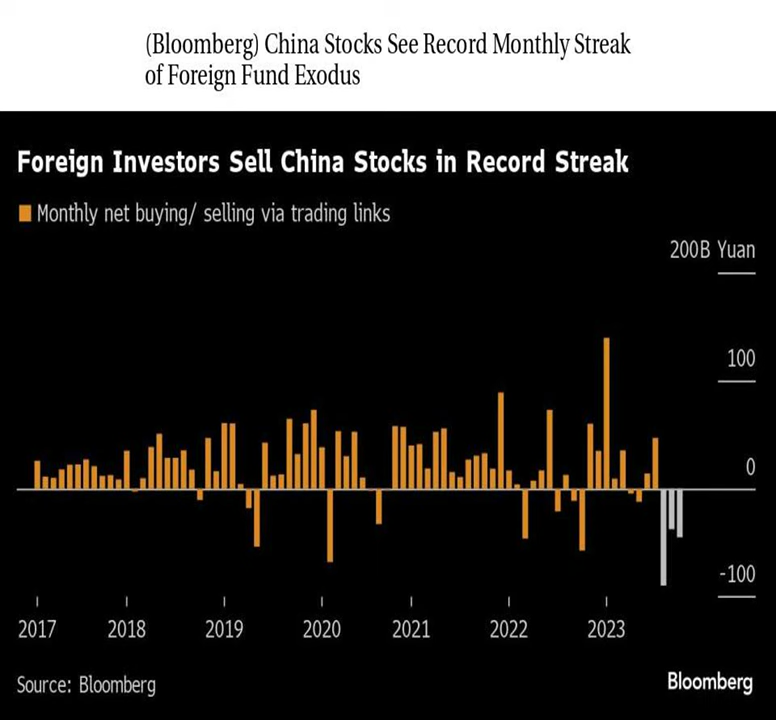 (Bloomberg) China Stocks See Record Monthly Streak
of Foreign Fund Exodus
Foreign Investors Sell China Stocks in Record Streak
Monthly net buying/ selling via trading links
200B Yuan
100
0
-100
2017 2018 2019 2020 2021 2022 2023
Source: Bloomberg
Bloomberg